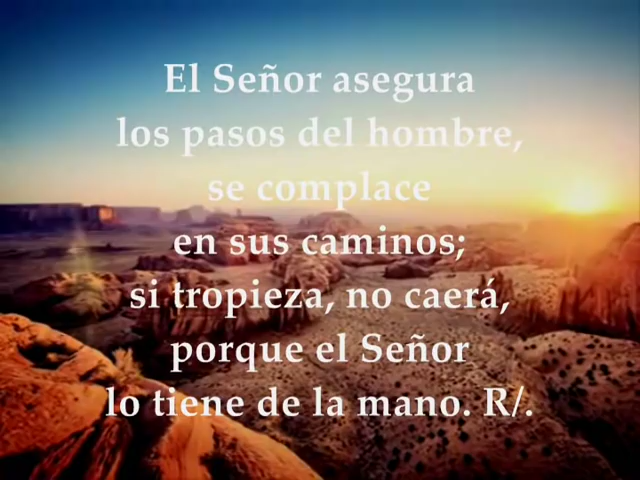 El Señor asegura
los pasos del hombre,
se complace
en sus caminos;
si tropieza, no caerá,
porque el Señor
lo tiene de la mano. R/.